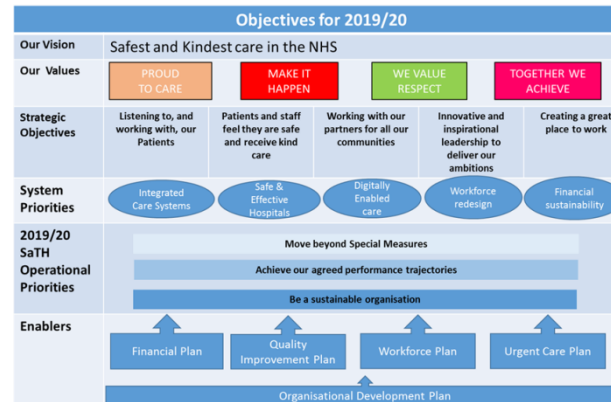 Objectives for 2019/20
Our Vision
Safest and Kindest care in the NHS
Our Values
PROUD
TO CARE
MAKE IT
HAPPEN
WE VALUE
RESPECT
TOGETHER WE
ACHIEVE
Strategic
Objectives
Listening to, and
working with, our
Patients
Patients and staff
feel they are safe
and receive kind
care
Working with our
partners for all our
communities
Innovative and
inspirational
leadership to
deliver our
ambitions
Creating a great
place to work
System
Priorities
Integrated
Care Systems
Safe &
Effective
Hospitals
Digitally
Enabled
care
Workforce
redesign
Financial
sustainability
2019/20
SaTH
Operational
Priorities
Move beyond Special Measures
Achieve our agreed performance trajectories
Be a sustainable organisation
Enablers
Financial Plan
Quality
Improvement Plan
Workforce Plan
Urgent Care Plan
Organisational Development Plan